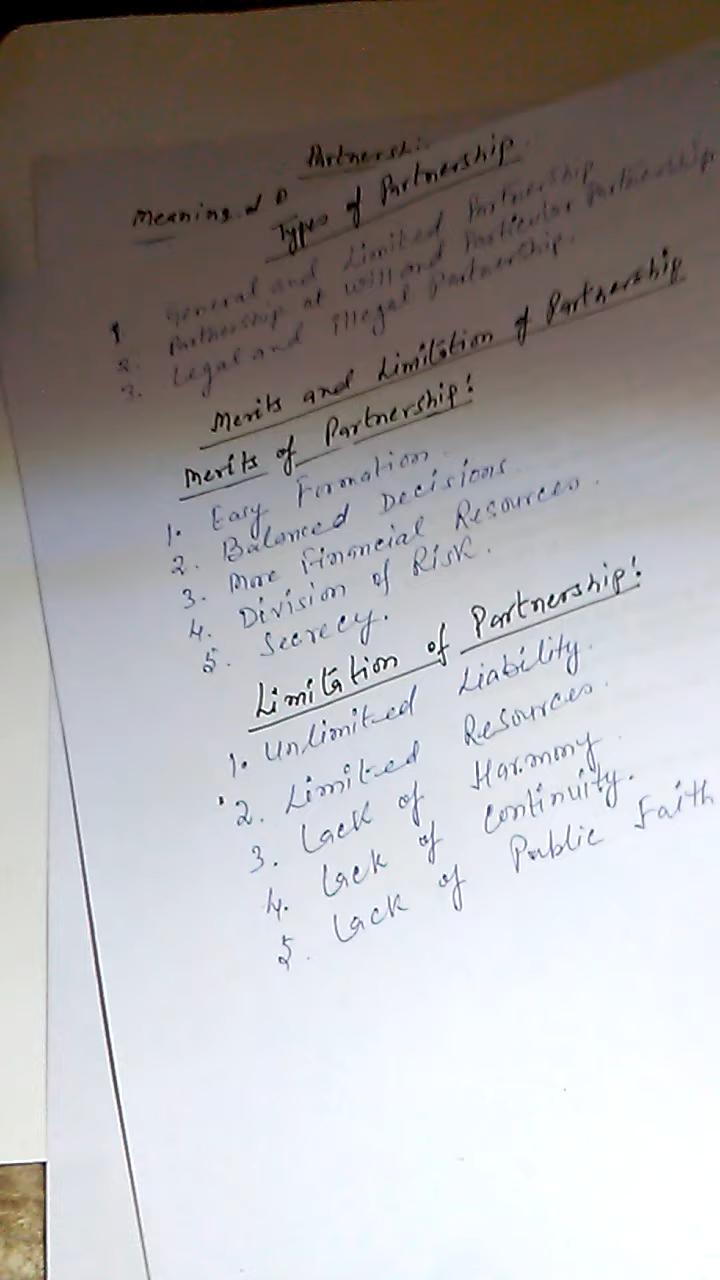 Partnershi
Meaning of P
Types of Partnership
1 General and Limited Partnership
2. Partnership at will and Particular Partnership
3. Legal and illegal Partnership.
Merits and Limitation of Partnership
Merits of Partnership:
1. Easy Formation.
2. Balanced Decisions.
3. More Financial Resources.
4. Division of Risk.
5. Secrecy.
Limitation of Partnership:
1. Unlimited Liability.
2. Limited Resources.
3. Lack of Harmony.
4. Lack of continuity.
5. Lack of Public Faith